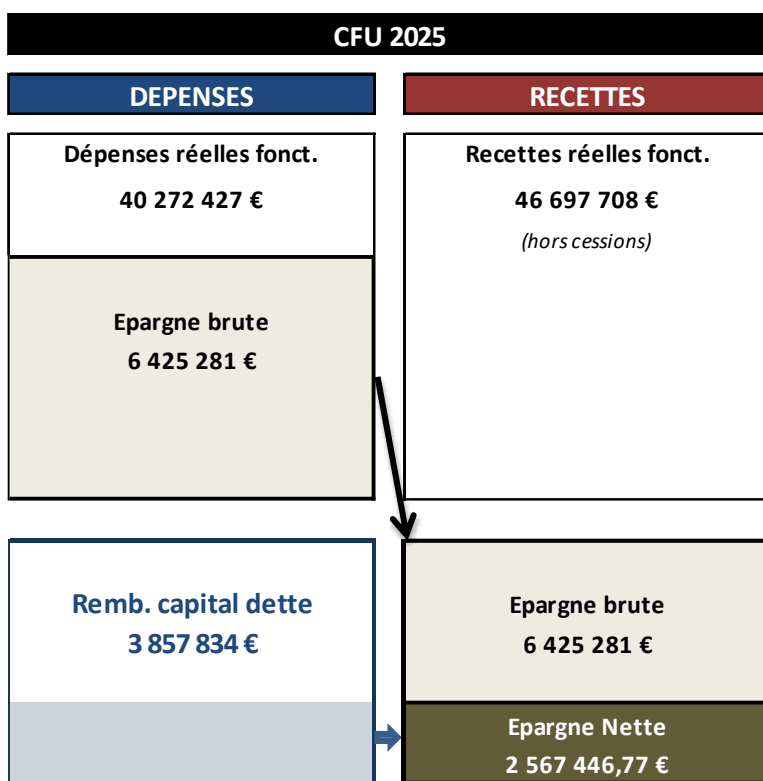 CFU 2025
DEPENSES
RECETTES
Dépenses réelles fonct.
40 272 427 €
Recettes réelles fonct.
46 697 708 €
(hors cessions)
Epargne brute
6 425 281 €
Remb. capital dette
3 857 834 €
Epargne brute
6 425 281 €
Epargne Nette
2 567 446,77 €